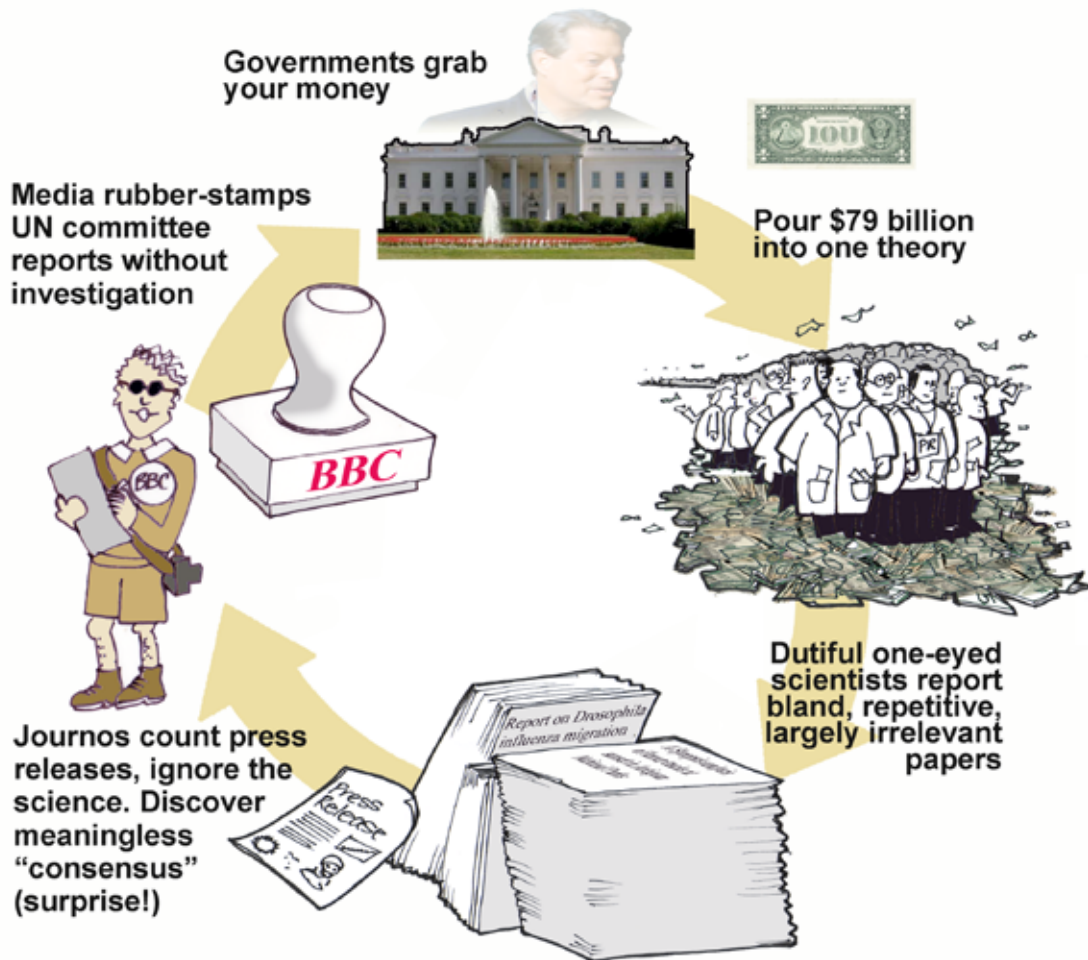 Governments grab
your money
100
Pour $79 billion
into one theory
PR
Dutiful one-eyed
scientists report
bland, repetitive,
largely irrelevant
papers
Report on Drosophila
influenza migration
Press
Release
Journos count press
releases, ignore the
science. Discover
meaningless
“consensus”
(surprise!)
BBC
BBC
Media rubber-stamps
UN committee
reports without
investigation